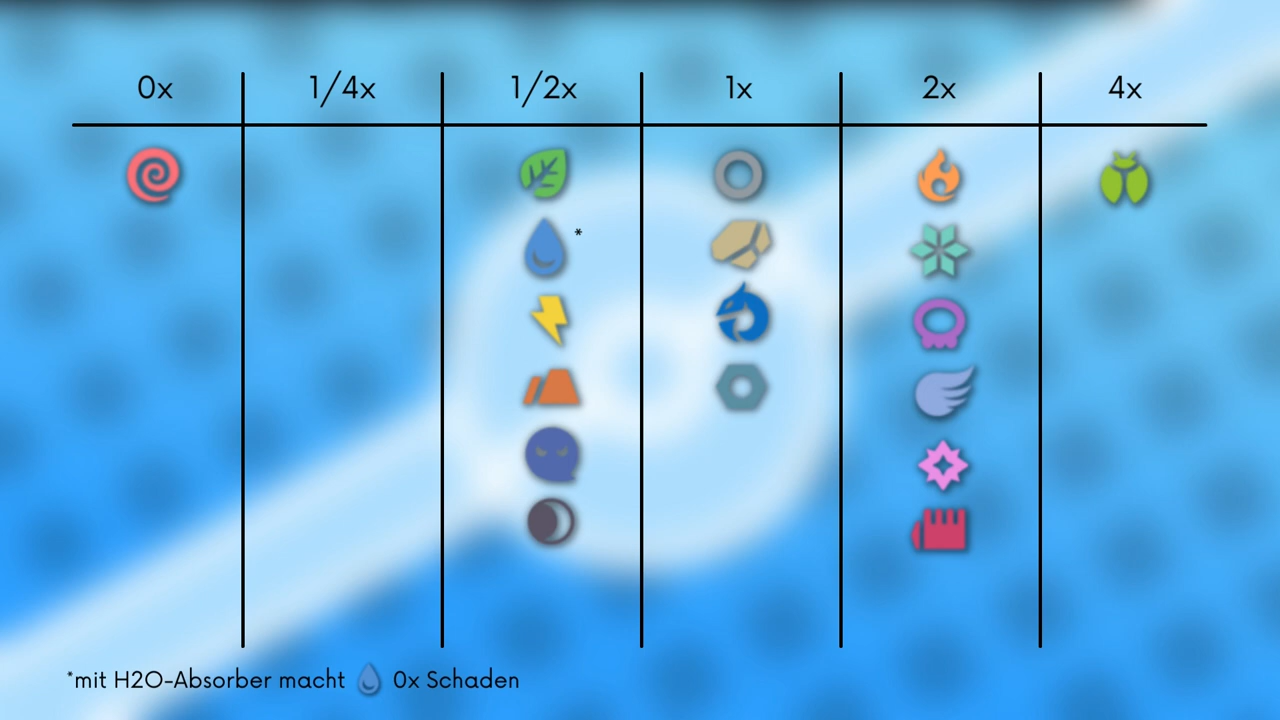 0x 1/4x 1/2x 1x 2x 4x
*
*mit H2O-Absorber macht 0x Schaden